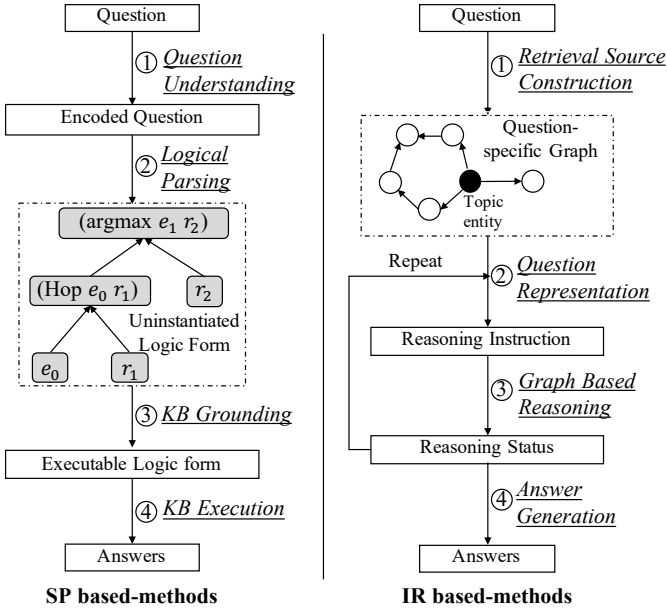 Question
① Question
Understanding
Encoded Question
② Logical
Parsing
(argmax e₁ r₂)
(Hop e₀ r₁)
r₂
Uninstantiated
Logic Form
e₀
r₁
③ KB Grounding
Executable Logic form
④ KB Execution
Answers
SP based-methods
Question
① Retrieval Source
Construction
Question-
specific Graph
Topic
entity
Repeat
② Question
Representation
Reasoning Instruction
③ Graph Based
Reasoning
Reasoning Status
④ Answer
Generation
Answers
IR based-methods